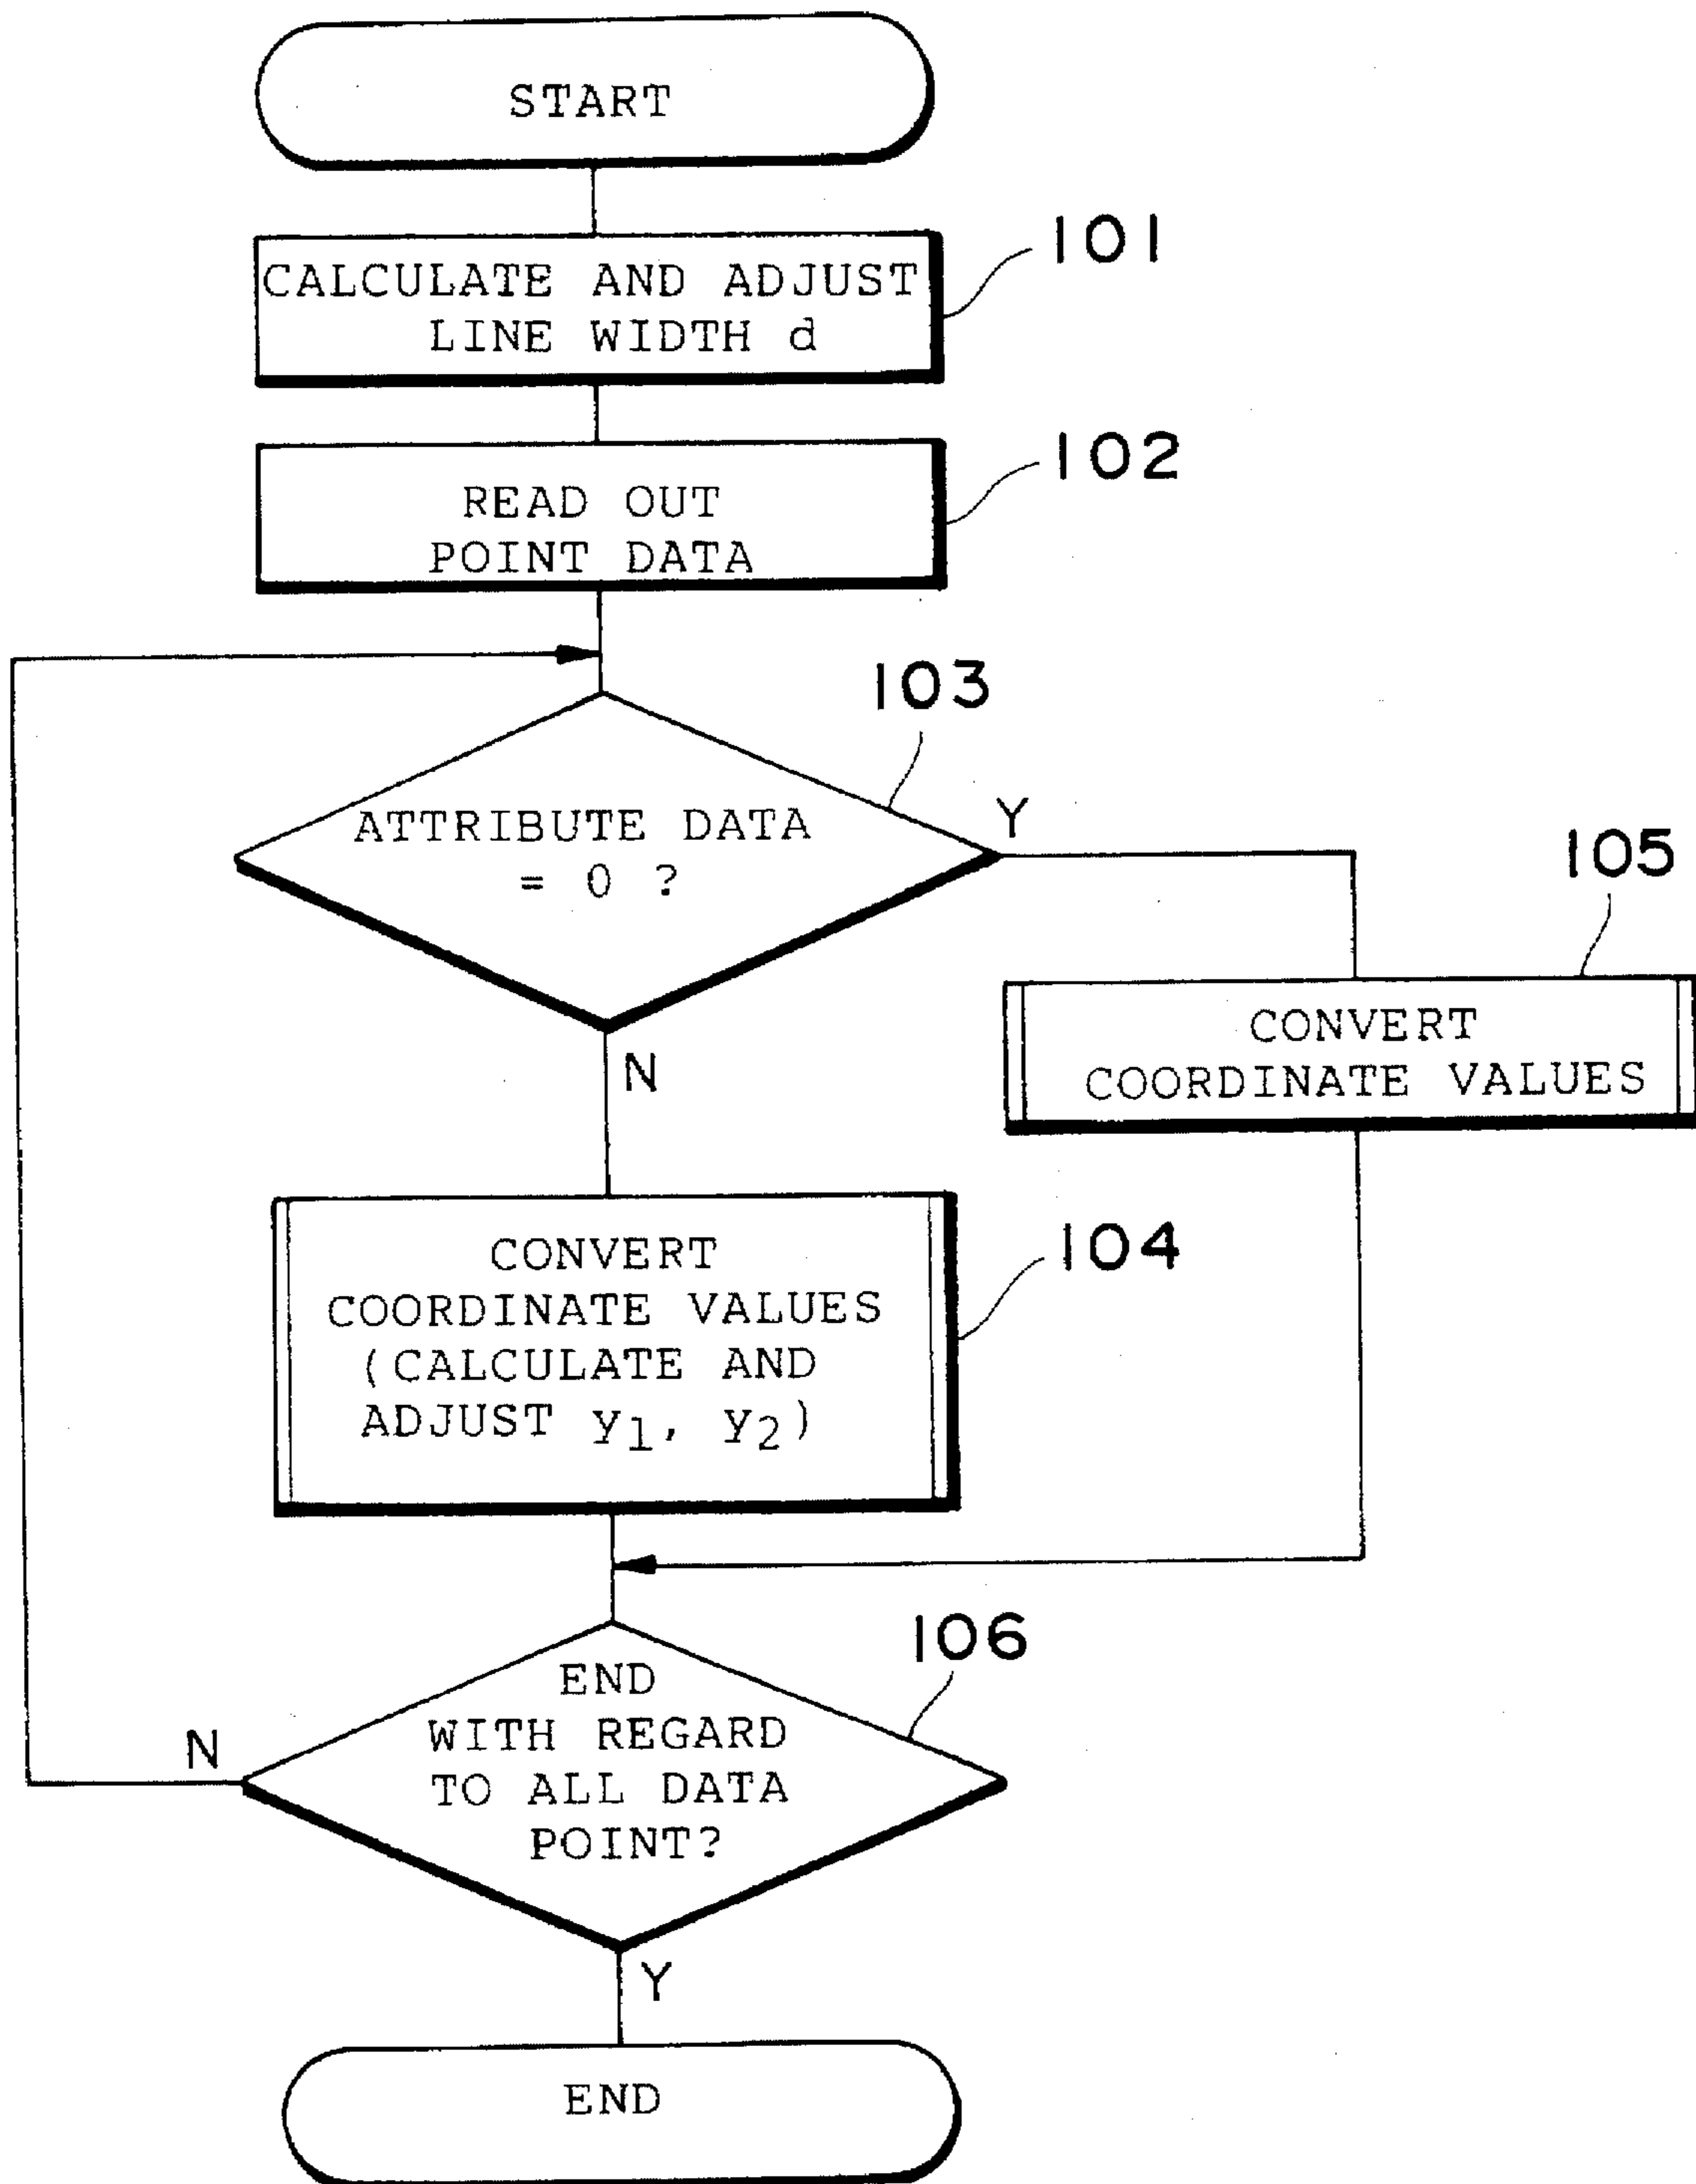 START
101
CALCULATE AND ADJUST
LINE WIDTH d
102
READ OUT
POINT DATA
103
ATTRIBUTE DATA
= 0 ?
Y
N
105
CONVERT
COORDINATE VALUES
104
CONVERT
COORDINATE VALUES
(CALCULATE AND
ADJUST y₁, y₂)
106
END
WITH REGARD
TO ALL DATA
POINT?
N
Y
END